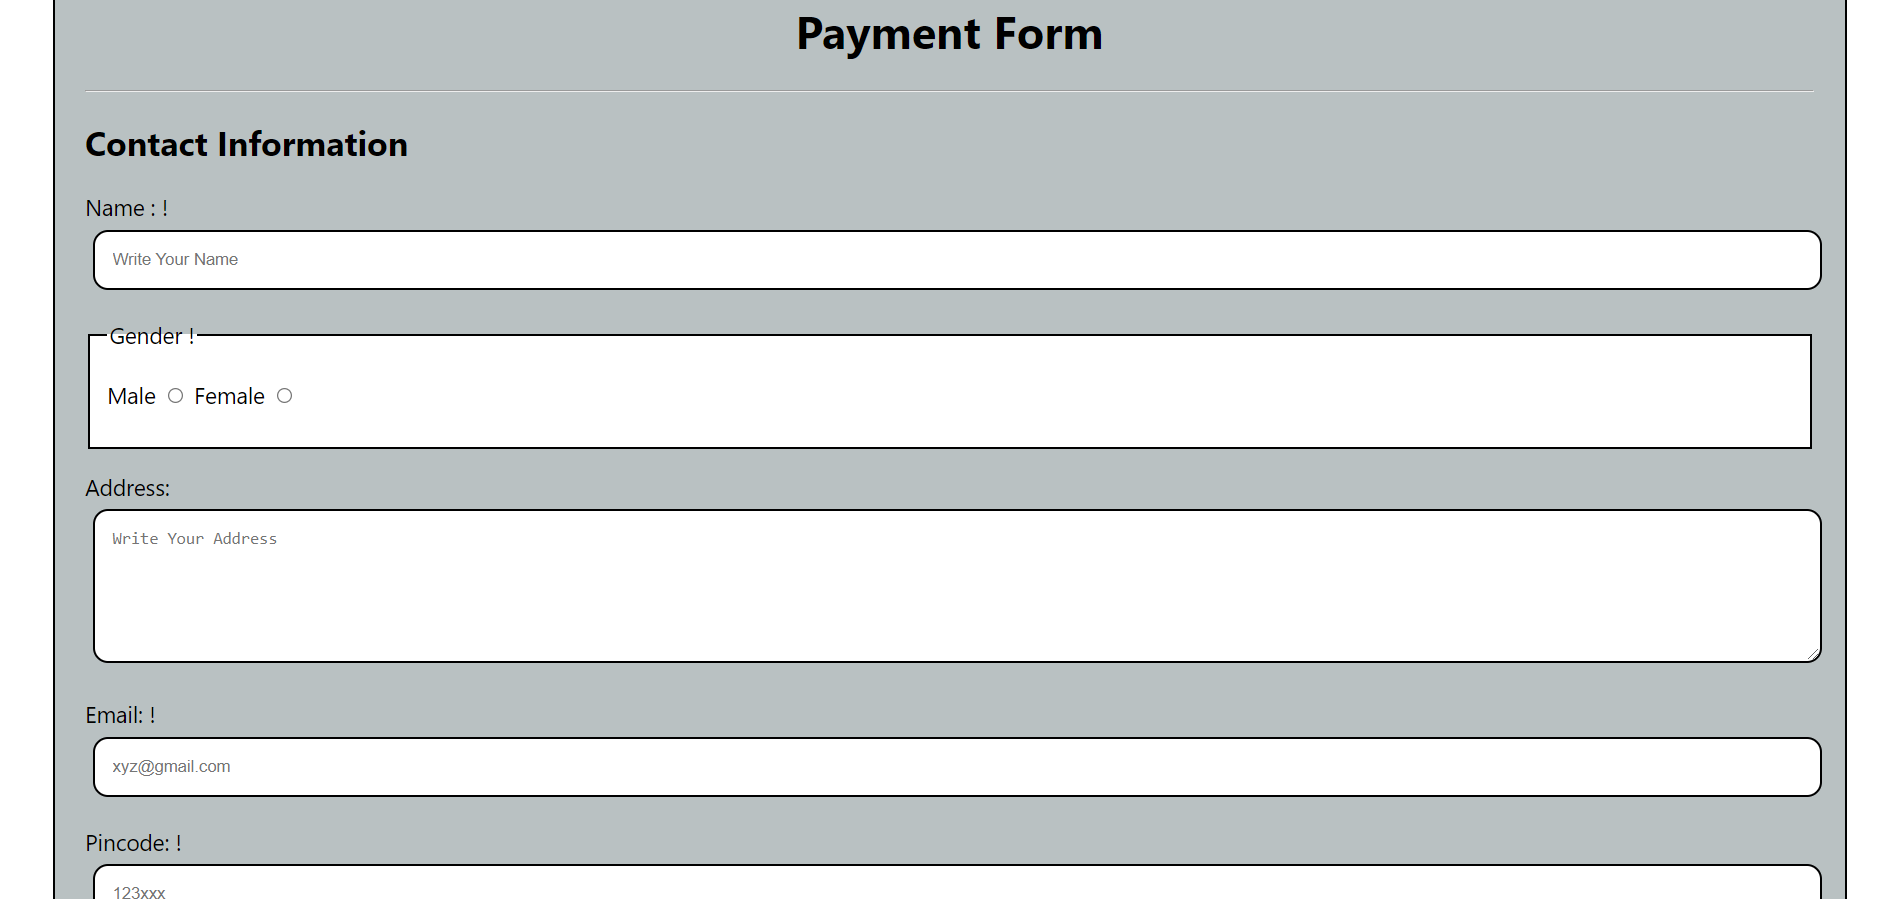 Payment Form
Contact Information
Name : !
Write Your Name
Gender !
Male Female
Address:
Write Your Address
Email: !
xyz@gmail.com
Pincode: !
123xxx